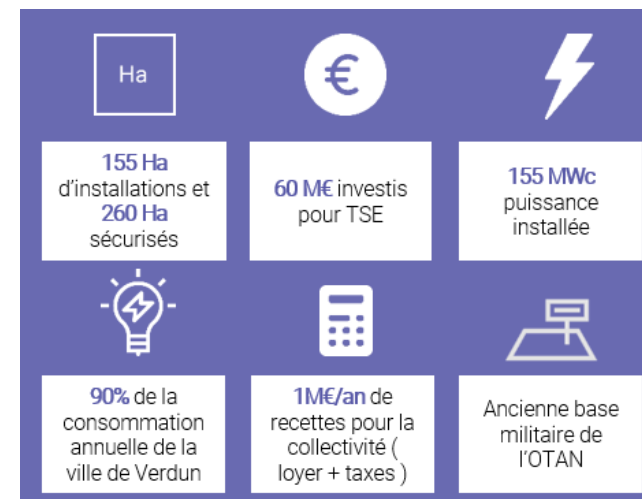 Ha
€
155 Ha
d'installations et
260 Ha
sécurisés
60 M€ investis
pour TSE
155 MWc
puissance
installée
90% de la
consommation
annuelle de la
ville de Verdun
1M€/an de
recettes pour la
collectivité (
loyer + taxes )
Ancienne base
militaire de
l'OTAN